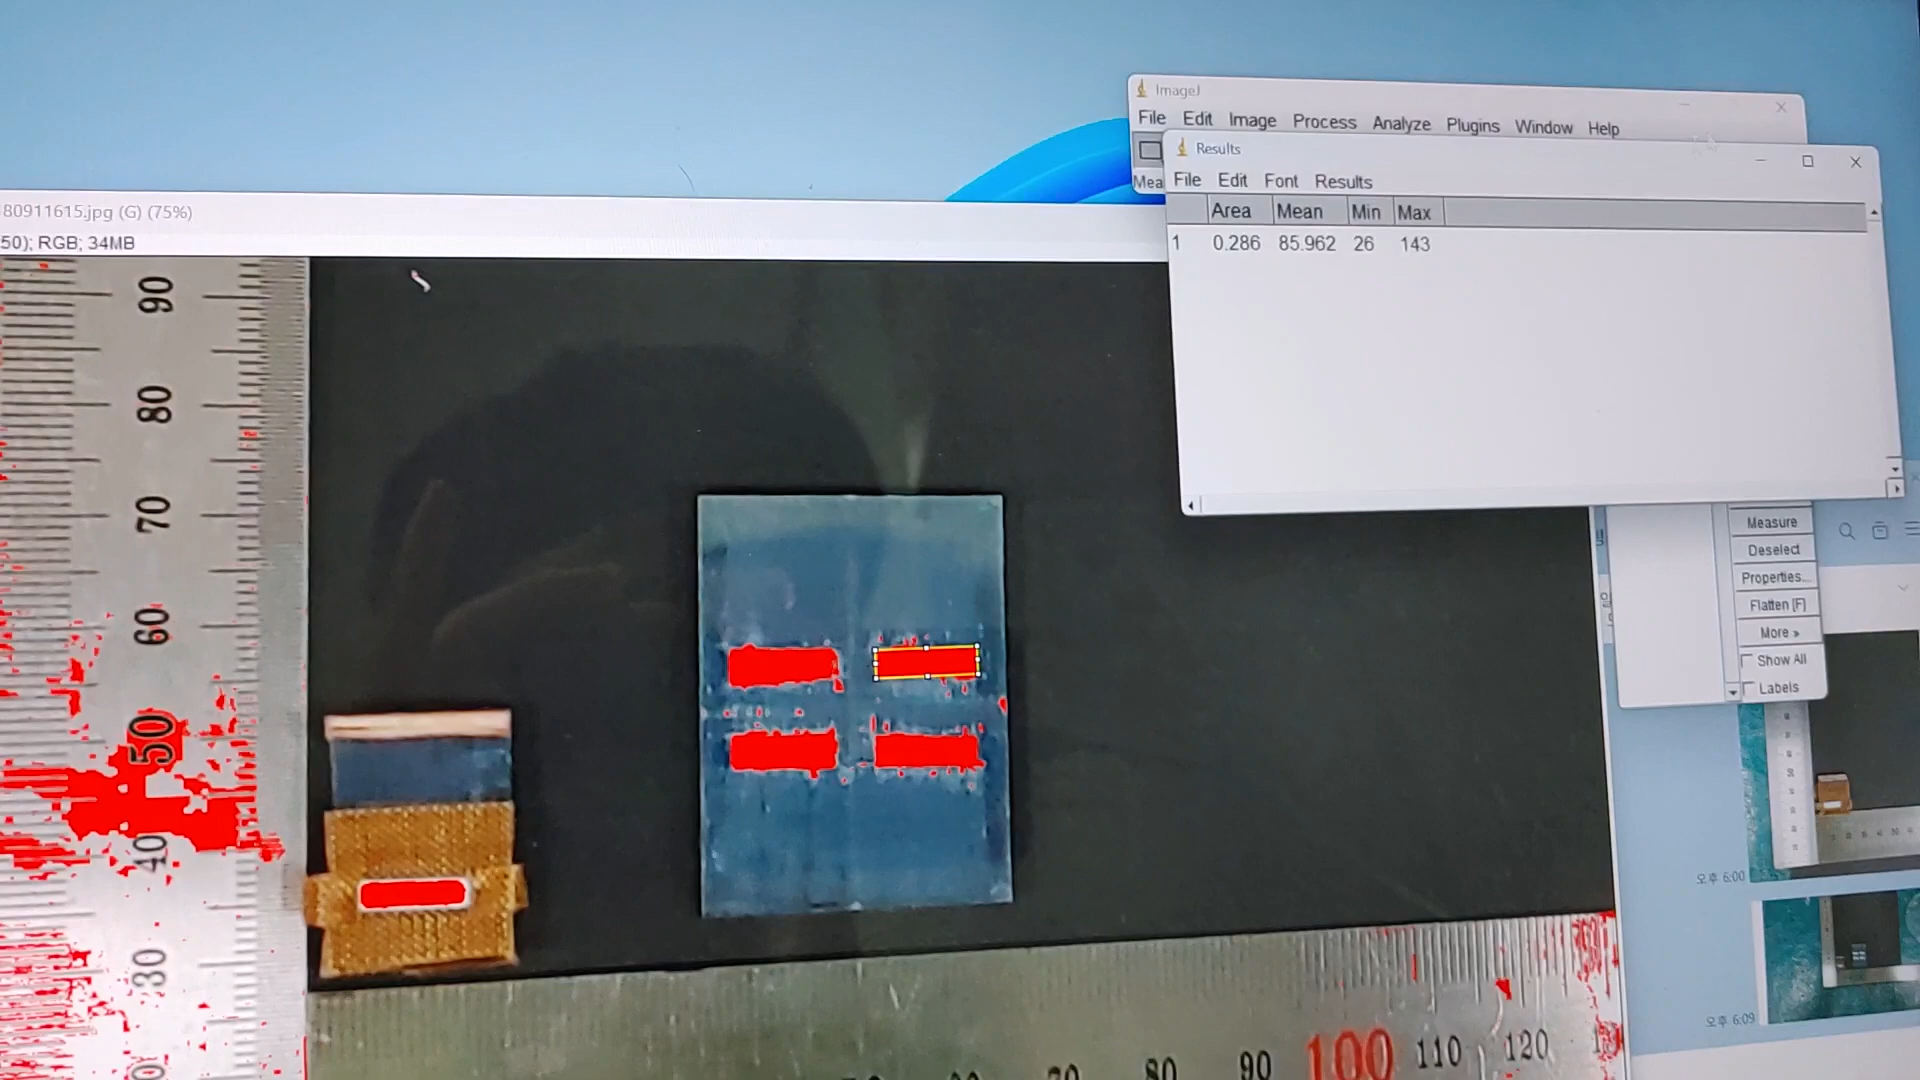 ImageJ
File Edit Image Process Analyze Plugins Window Help
Results
Mea
File Edit Font Results
Area Mean Min Max
1 0.286 85.962 26 143
80911615.jpg (G) (75%)
50); RGB; 34MB
90
80
70
60
50
40
30
Measure
Deselect
Properties...
Flatten [F]
More »
Show All
Labels
오후 6:00
오후 6:09
80 90 100 110 120